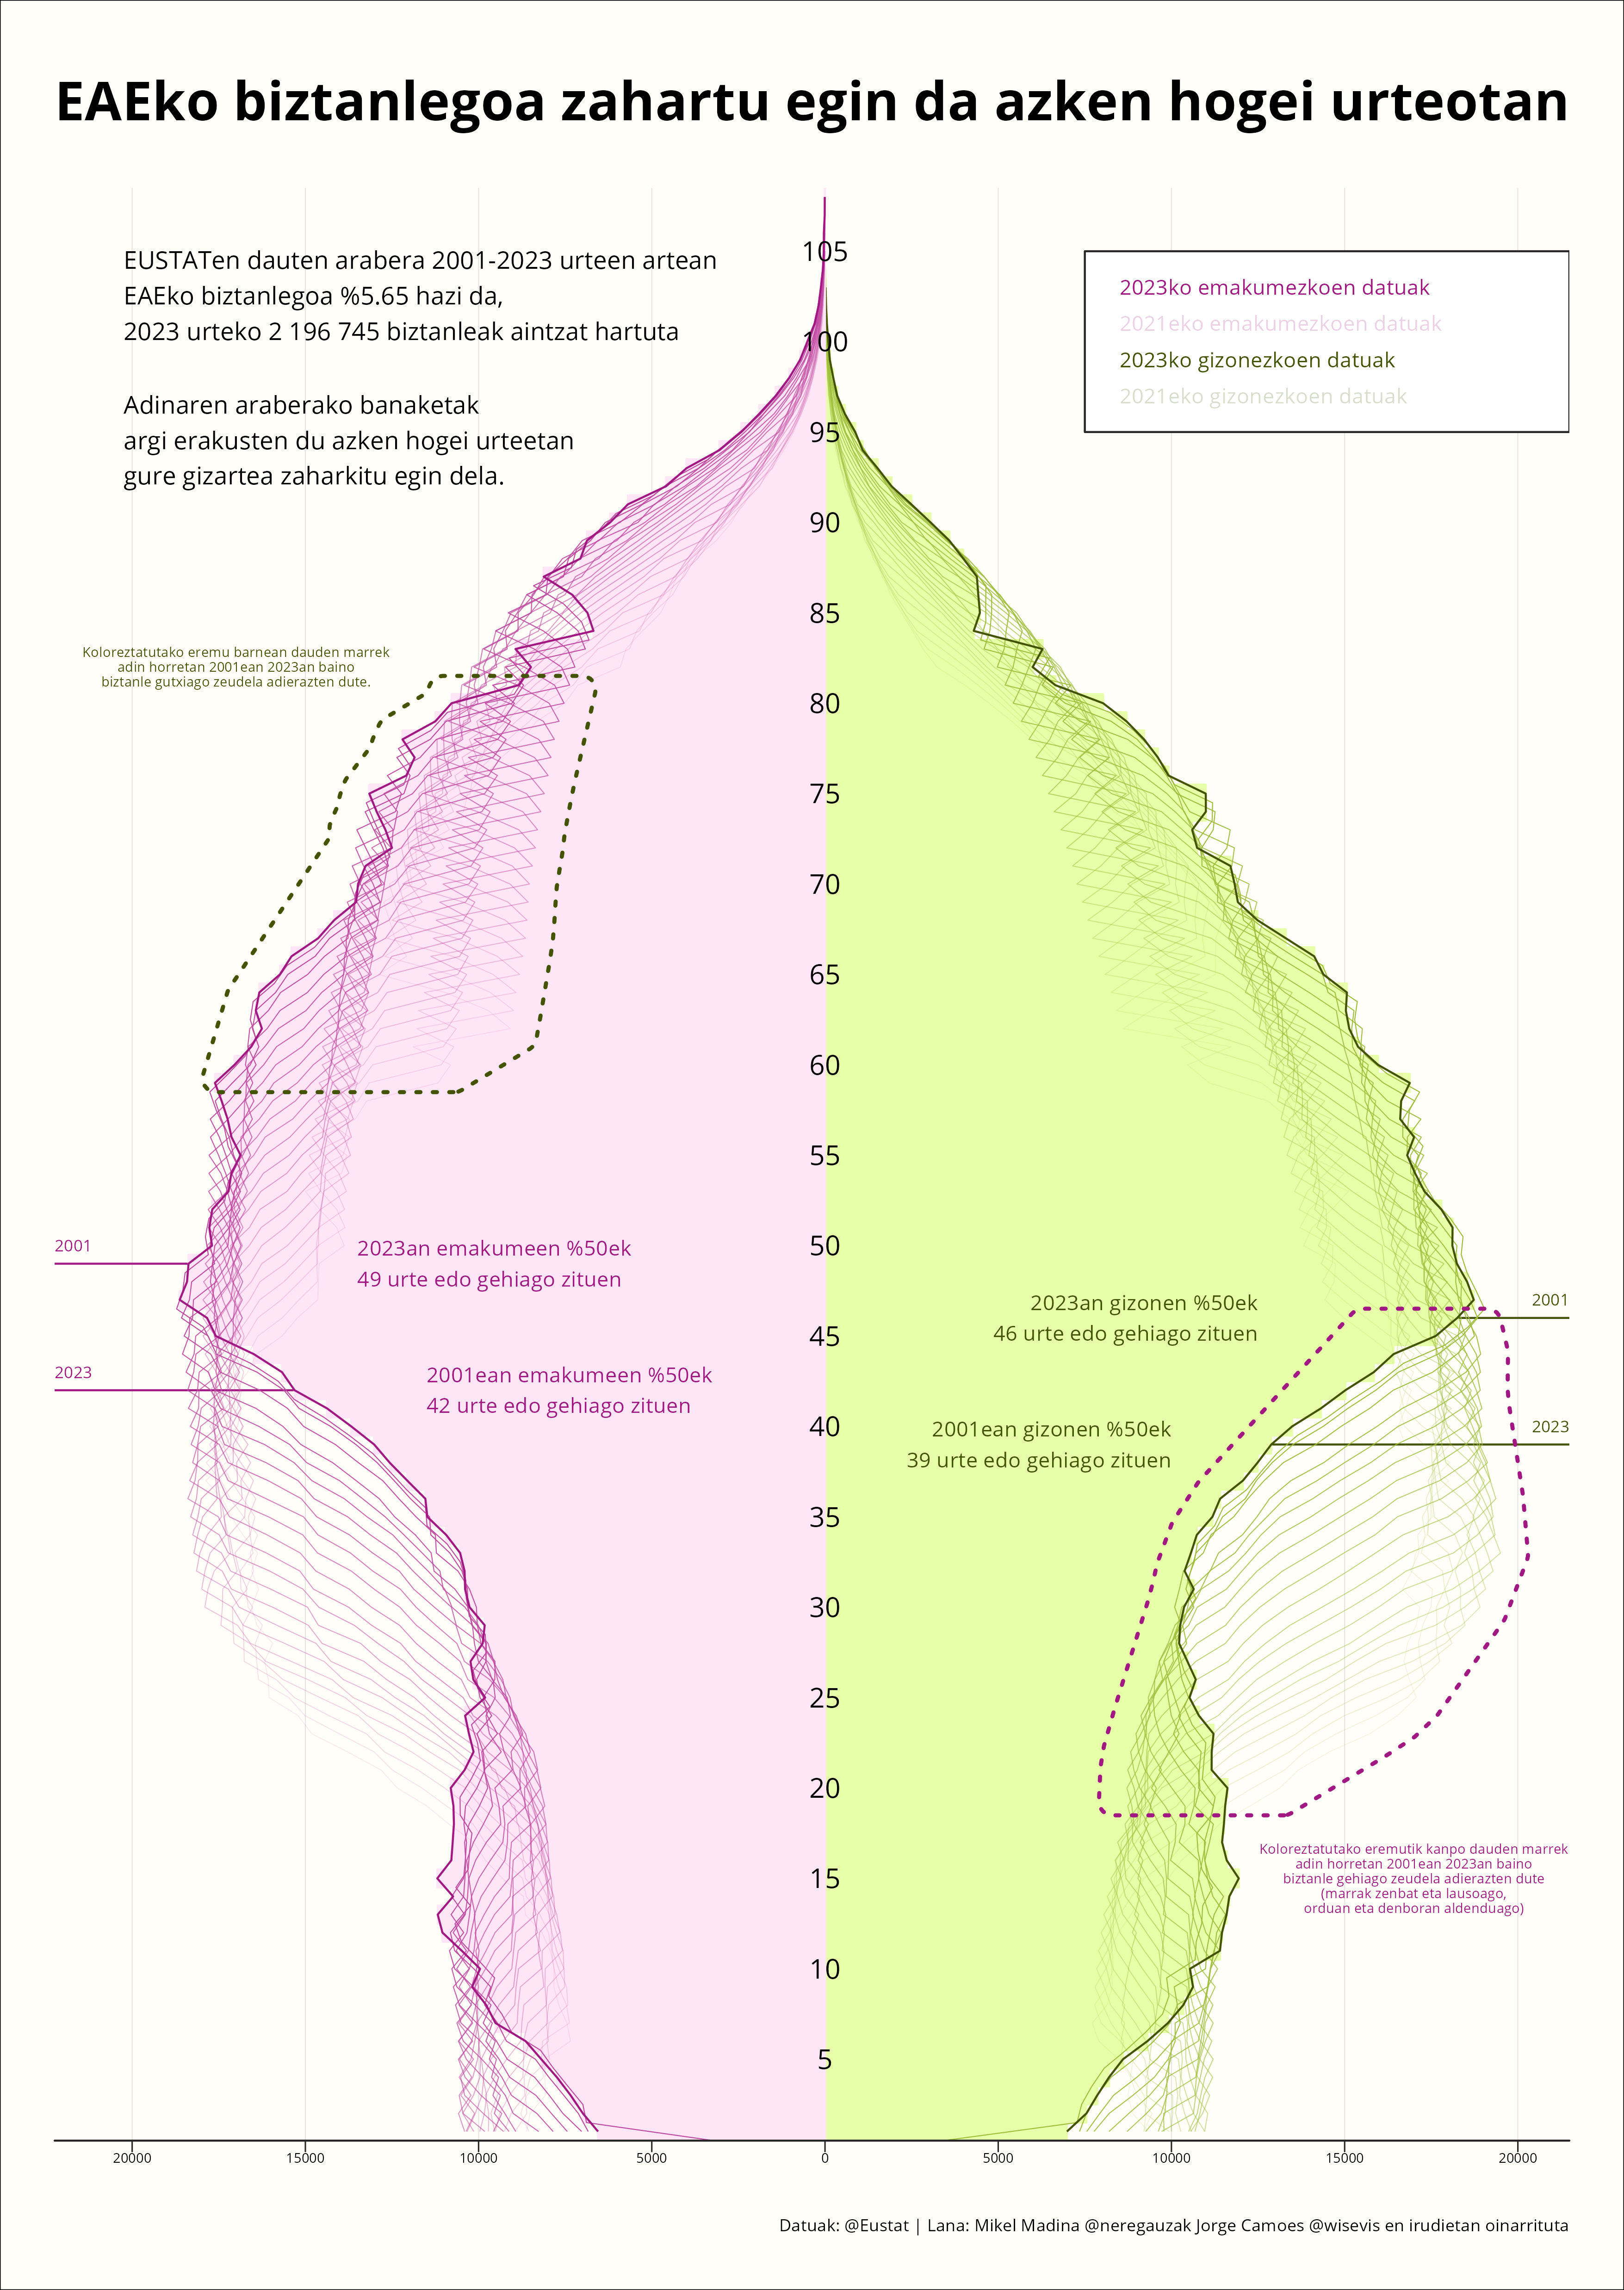 EAEko biztanlegoa zahartu egin da azken hogei urteotan
EUSTATen dauten arabera 2001-2023 urteen artean
EAEko biztanlegoa %5.65 hazi da,
2023 urteko 2 196 745 biztanleak aintzat hartuta
Adinaren araberako banaketak
argi erakusten du azken hogei urteetan
gure gizartea zaharkitu egin dela.
2023ko emakumezkoen datuak
2021eko emakumezkoen datuak
2023ko gizonezkoen datuak
2021eko gizonezkoen datuak
105
100
95
90
85
Koloreztatutako eremu barnean dauden marrek
adin horretan 2001ean 2023an baino
biztanle gutxiago zeudela adierazten dute.
80
75
70
65
60
55
50
2001
2023an emakumeen %50ek
49 urte edo gehiago zituen
2023an gizonen %50ek
46 urte edo gehiago zituen
2001
45
2023
2001ean emakumeen %50ek
42 urte edo gehiago zituen
40
2001ean gizonen %50ek
39 urte edo gehiago zituen
2023
35
30
25
20
15
Koloreztatutako eremutik kanpo dauden marrek
adin horretan 2001ean 2023an baino
biztanle gehiago zeudela adierazten dute
(marrak zenbat eta lausoago,
orduan eta denboran aldenduago)
10
5
20000 15000 10000 5000 0 5000 10000 15000 20000
Datuak: @Eustat | Lana: Mikel Madina @neregauzak Jorge Camoes @wisevis en irudietan oinarrituta